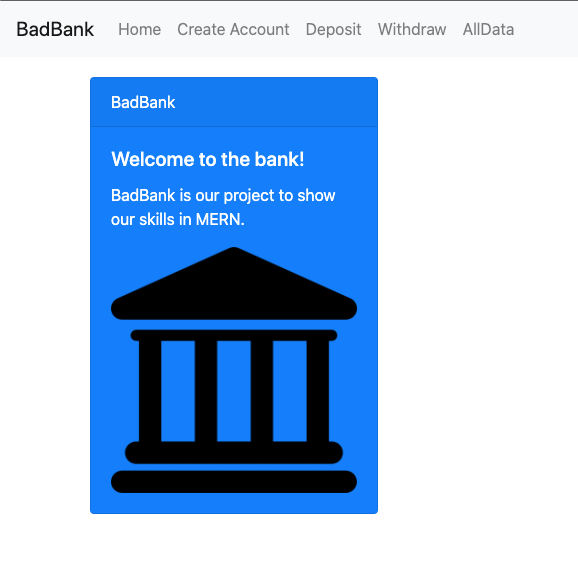 BadBank Home Create Account Deposit Withdraw AllData
BadBank
Welcome to the bank!
BadBank is our project to show
our skills in MERN.